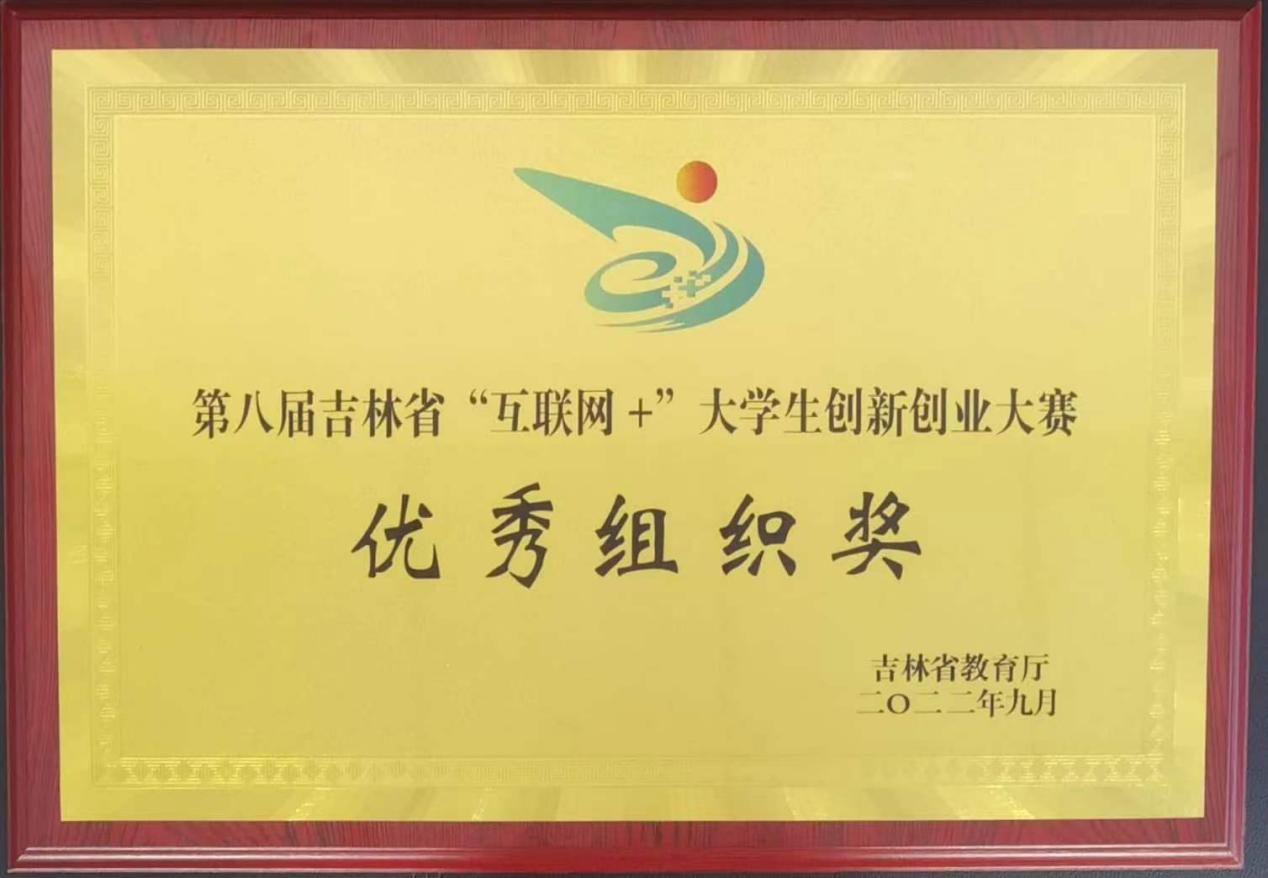 第八届吉林省“互联网+”大学生创新创业大赛
优秀组织奖
吉林省教育厅
二〇二二年九月